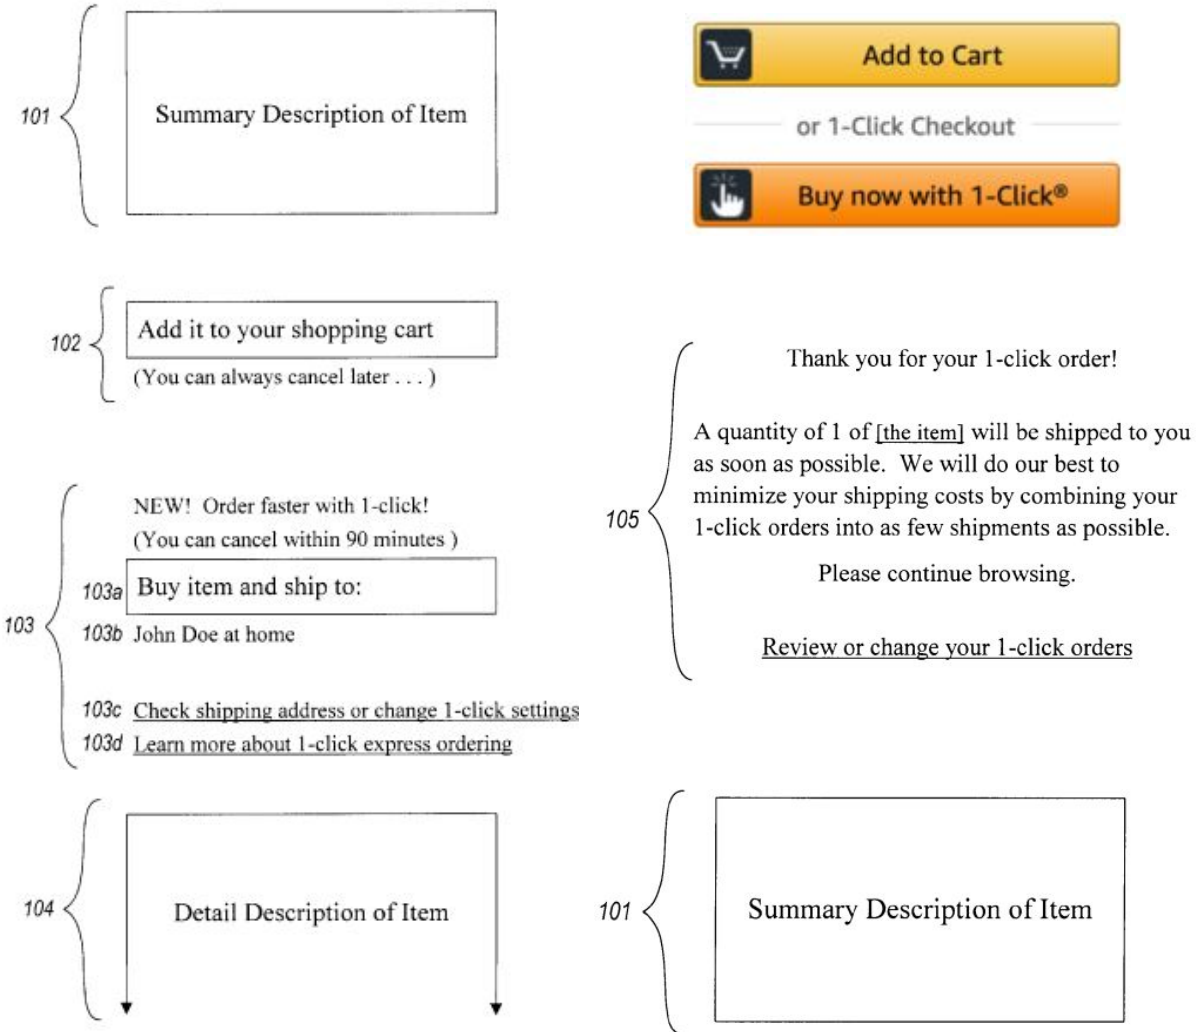 101
Summary Description of Item
102
Add it to your shopping cart
(You can always cancel later . . . )
103
NEW! Order faster with 1-click!
(You can cancel within 90 minutes )
103a Buy item and ship to:
103b John Doe at home
103c Check shipping address or change 1-click settings
103d Learn more about 1-click express ordering
104
Detail Description of Item
Add to Cart
or 1-Click Checkout
Buy now with 1-Click®
105
Thank you for your 1-click order!
A quantity of 1 of [the item] will be shipped to you
as soon as possible. We will do our best to
minimize your shipping costs by combining your
1-click orders into as few shipments as possible.
Please continue browsing.
Review or change your 1-click orders
101
Summary Description of Item